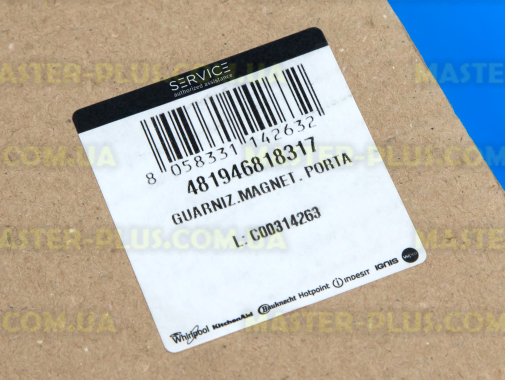 SERVICE
authorized assistance
8 058331 142632
481946818317
GUARNIZ.MAGNET. PORTA
L: C00314263
Whirlpool KitchenAid Bauknecht Hotpoint indesit IGNIS
MASTER-PLUS.COM.UA